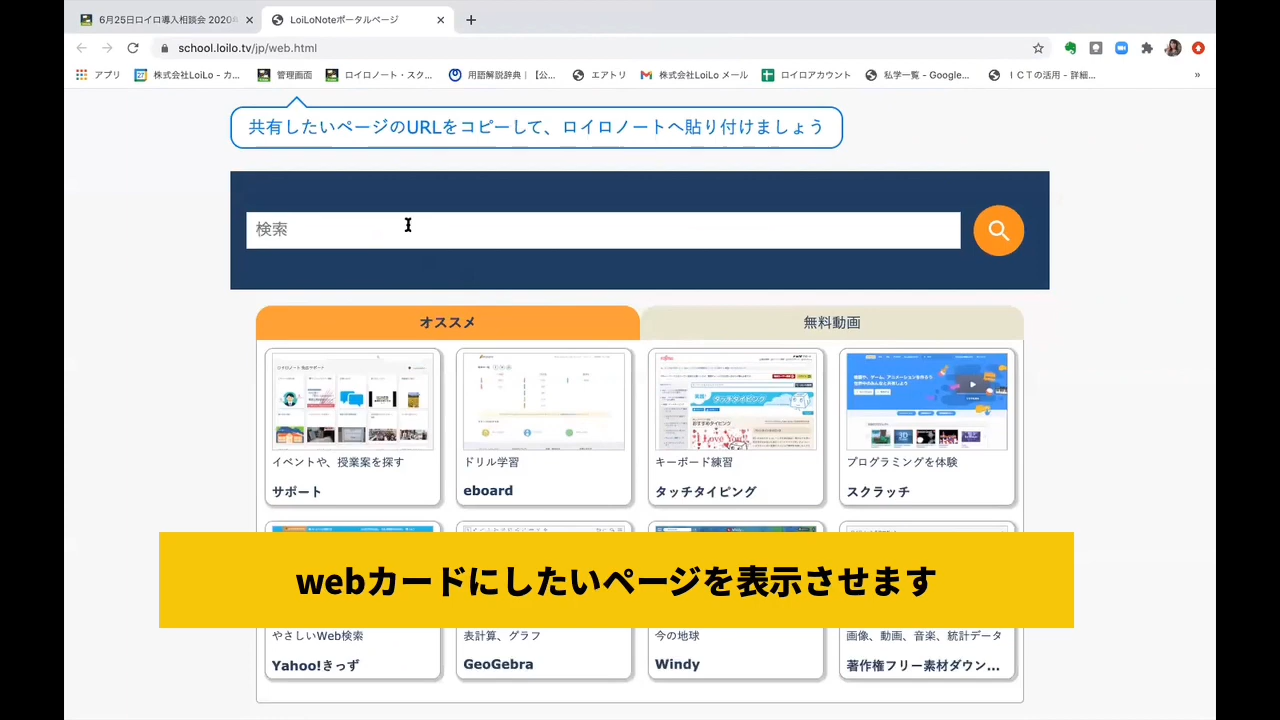 6月25日ロイロ導入相談会 2020
LoiLoNoteポータルページ
school.loilo.tv/jp/web.html
アプリ
株式会社LoiLo - カ...
管理画面
ロイロノート・スク...
用語解説辞典|【公...
エアトリ
株式会社LoiLo メール
ロイロアカウント
私学一覧 - Google...
ＩＣＴの活用 - 詳細...
»
共有したいページのURLをコピーして、ロイロノートへ貼り付けましょう
検索
オススメ
無料動画
タッチタイピング
I Love You!
イベントや、授業案を探す
サポート
ドリル学習
eboard
キーボード練習
タッチタイピング
プログラミングを体験
スクラッチ
webカードにしたいページを表示させます
やさしいWeb検索
Yahoo!きっず
表計算、グラフ
GeoGebra
今の地球
Windy
画像、動画、音楽、統計データ
著作権フリー素材ダウン...